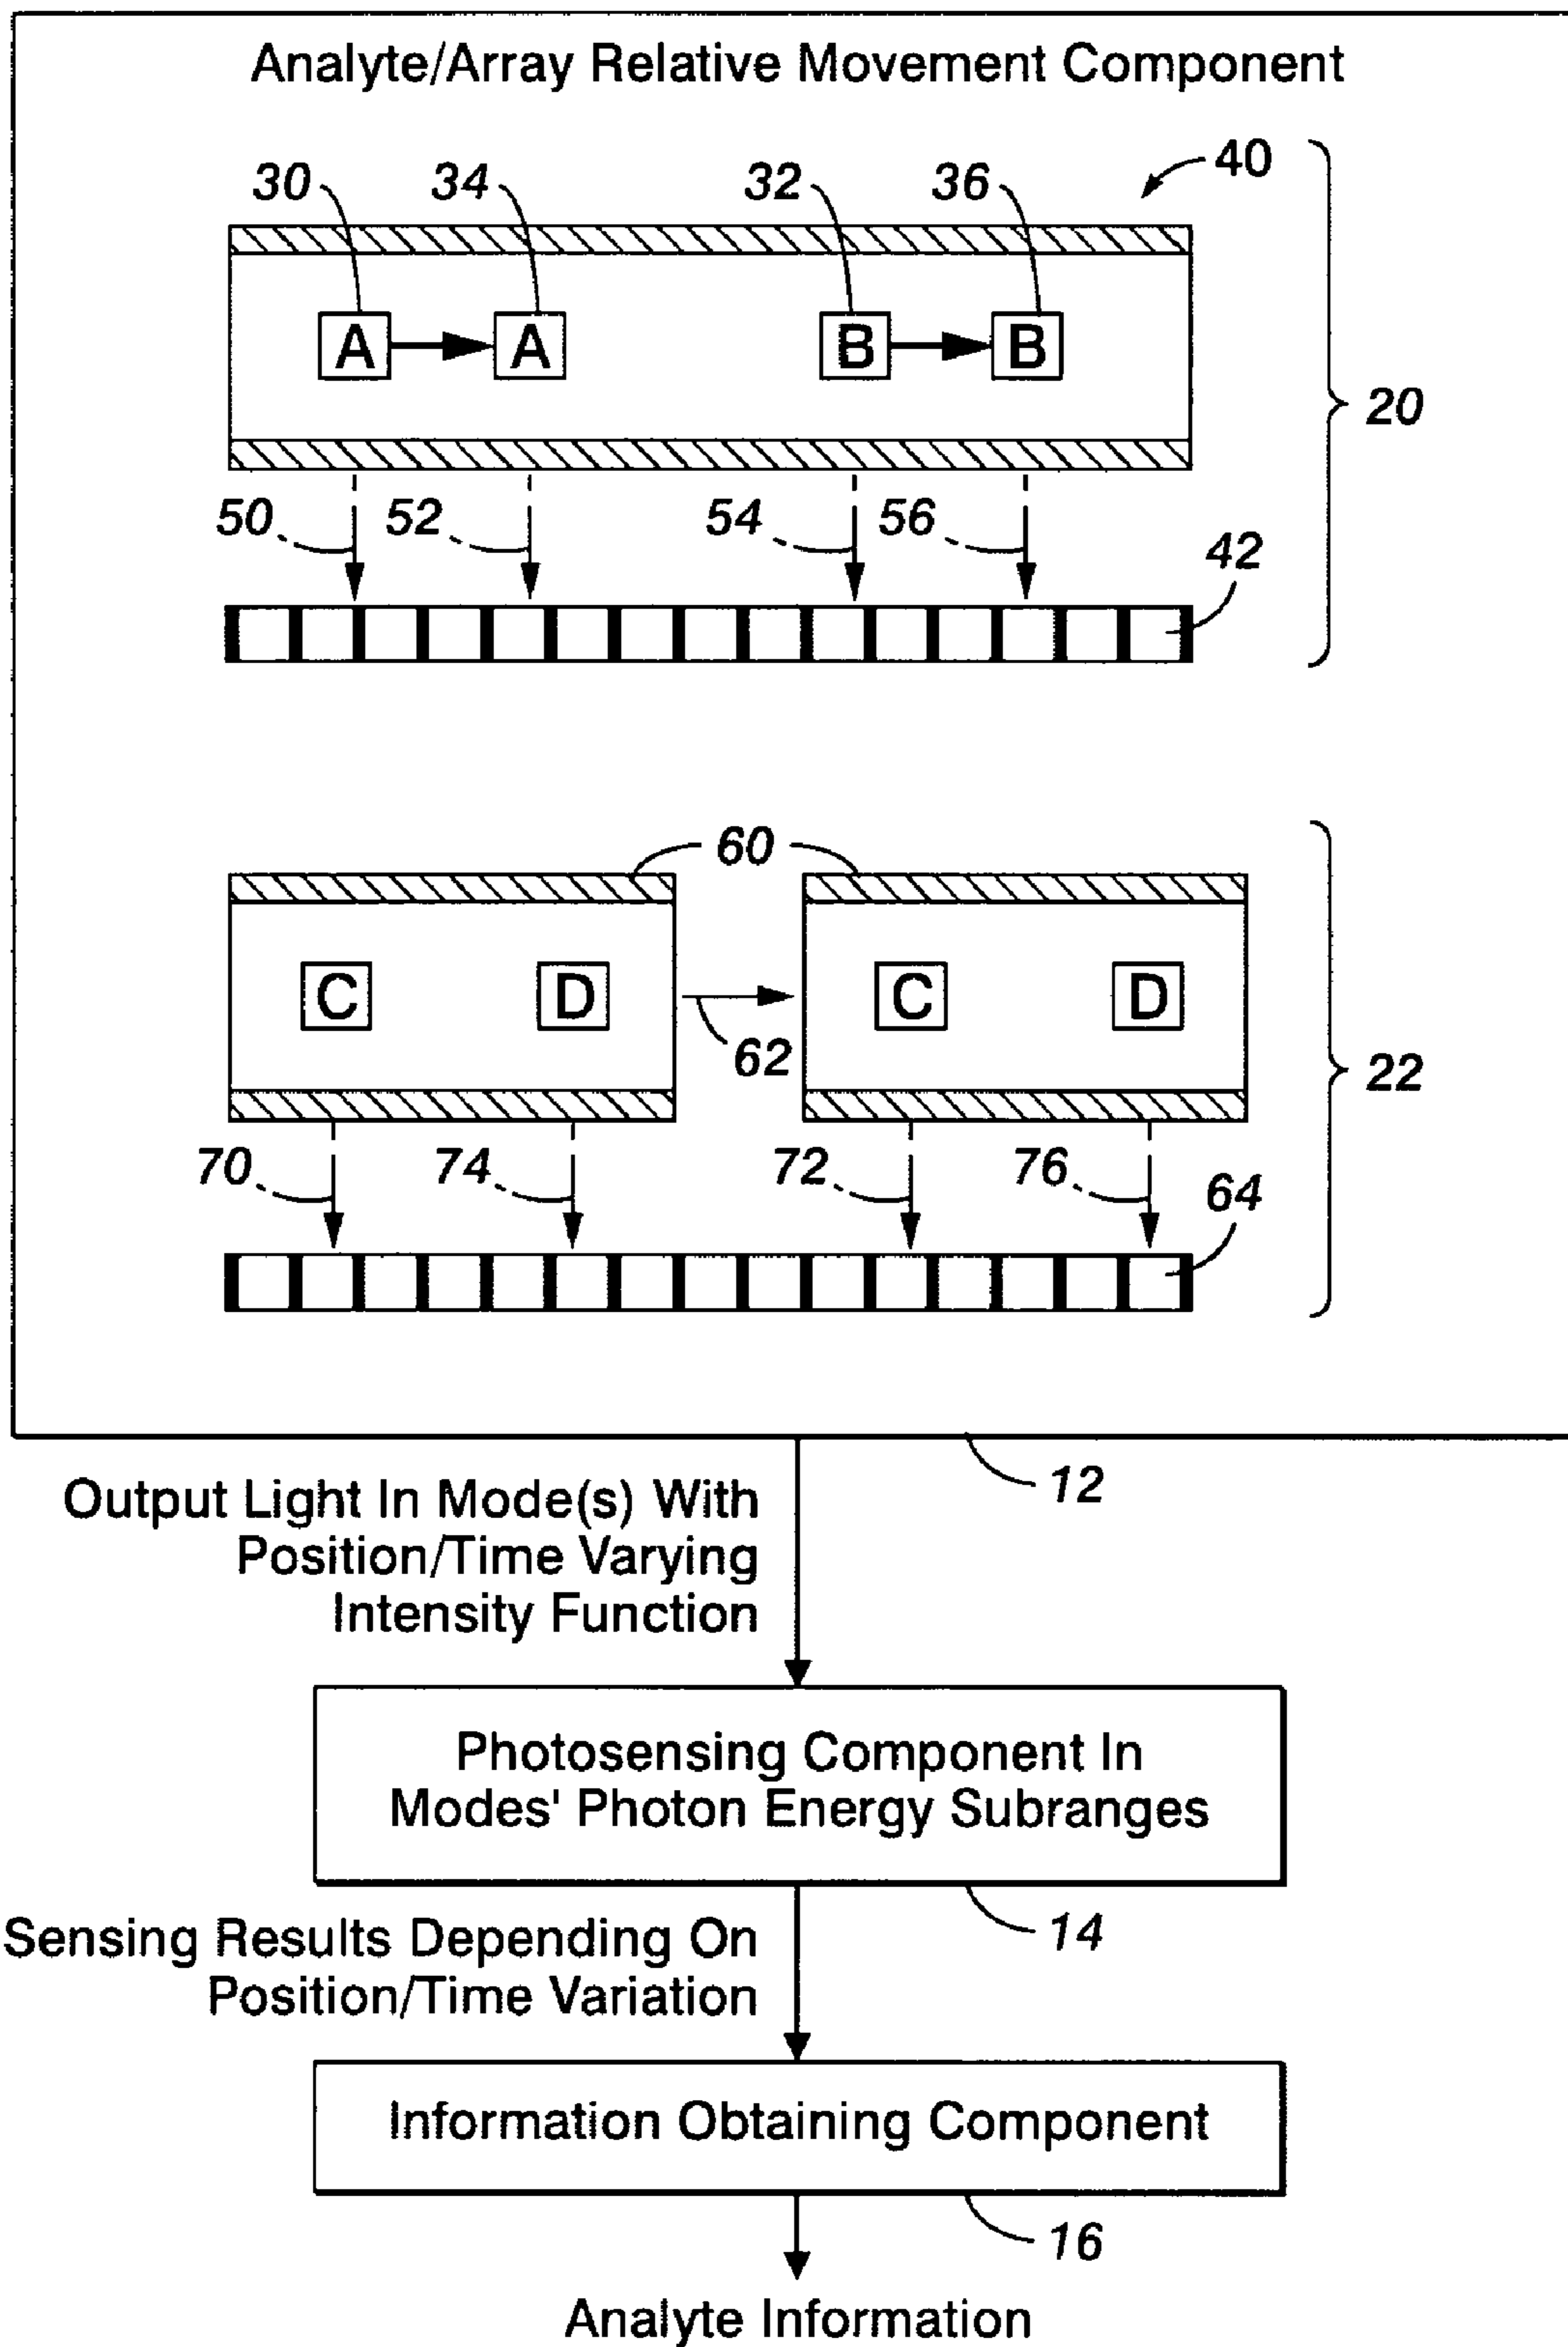 Analyte/Array Relative Movement Component
40
30 34 32 36
A A B B
20
50 52 54 56
42
60
C D C D
62
22
70 74 72 76
64
12
Output Light In Mode(s) With
Position/Time Varying
Intensity Function
Photosensing Component In
Modes' Photon Energy Subranges
14
Sensing Results Depending On
Position/Time Variation
Information Obtaining Component
16
Analyte Information